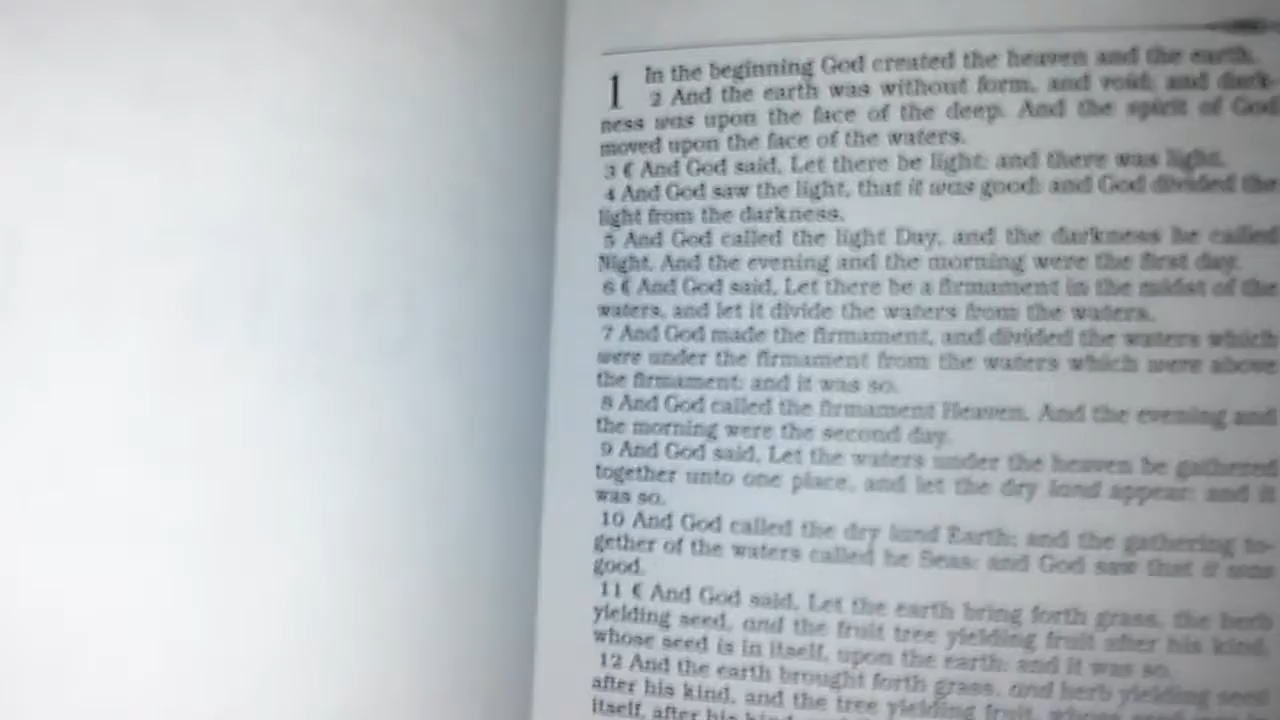 1 In the beginning God created the heaven and the earth.
2 And the earth was without form, and void; and dark-
ness was upon the face of the deep. And the spirit of God
moved upon the face of the waters.
3 ¶ And God said, Let there be light: and there was light.
4 And God saw the light, that it was good: and God divided the
light from the darkness.
5 And God called the light Day, and the darkness he called
Night. And the evening and the morning were the first day.
6 ¶ And God said, Let there be a firmament in the midst of the
waters, and let it divide the waters from the waters.
7 And God made the firmament, and divided the waters which
were under the firmament from the waters which were above
the firmament: and it was so.
8 And God called the firmament Heaven. And the evening and
the morning were the second day.
9 And God said, Let the waters under the heaven be gathered
together unto one place, and let the dry land appear: and it
was so.
10 And God called the dry land Earth; and the gathering to-
gether of the waters called he Seas: and God saw that it was
good.
11 ¶ And God said, Let the earth bring forth grass, the herb
yielding seed, and the fruit tree yielding fruit after his kind,
whose seed is in itself, upon the earth: and it was so.
12 And the earth brought forth grass, and herb yielding seed
after his kind, and the tree yielding fruit, whose
itself, after his kind